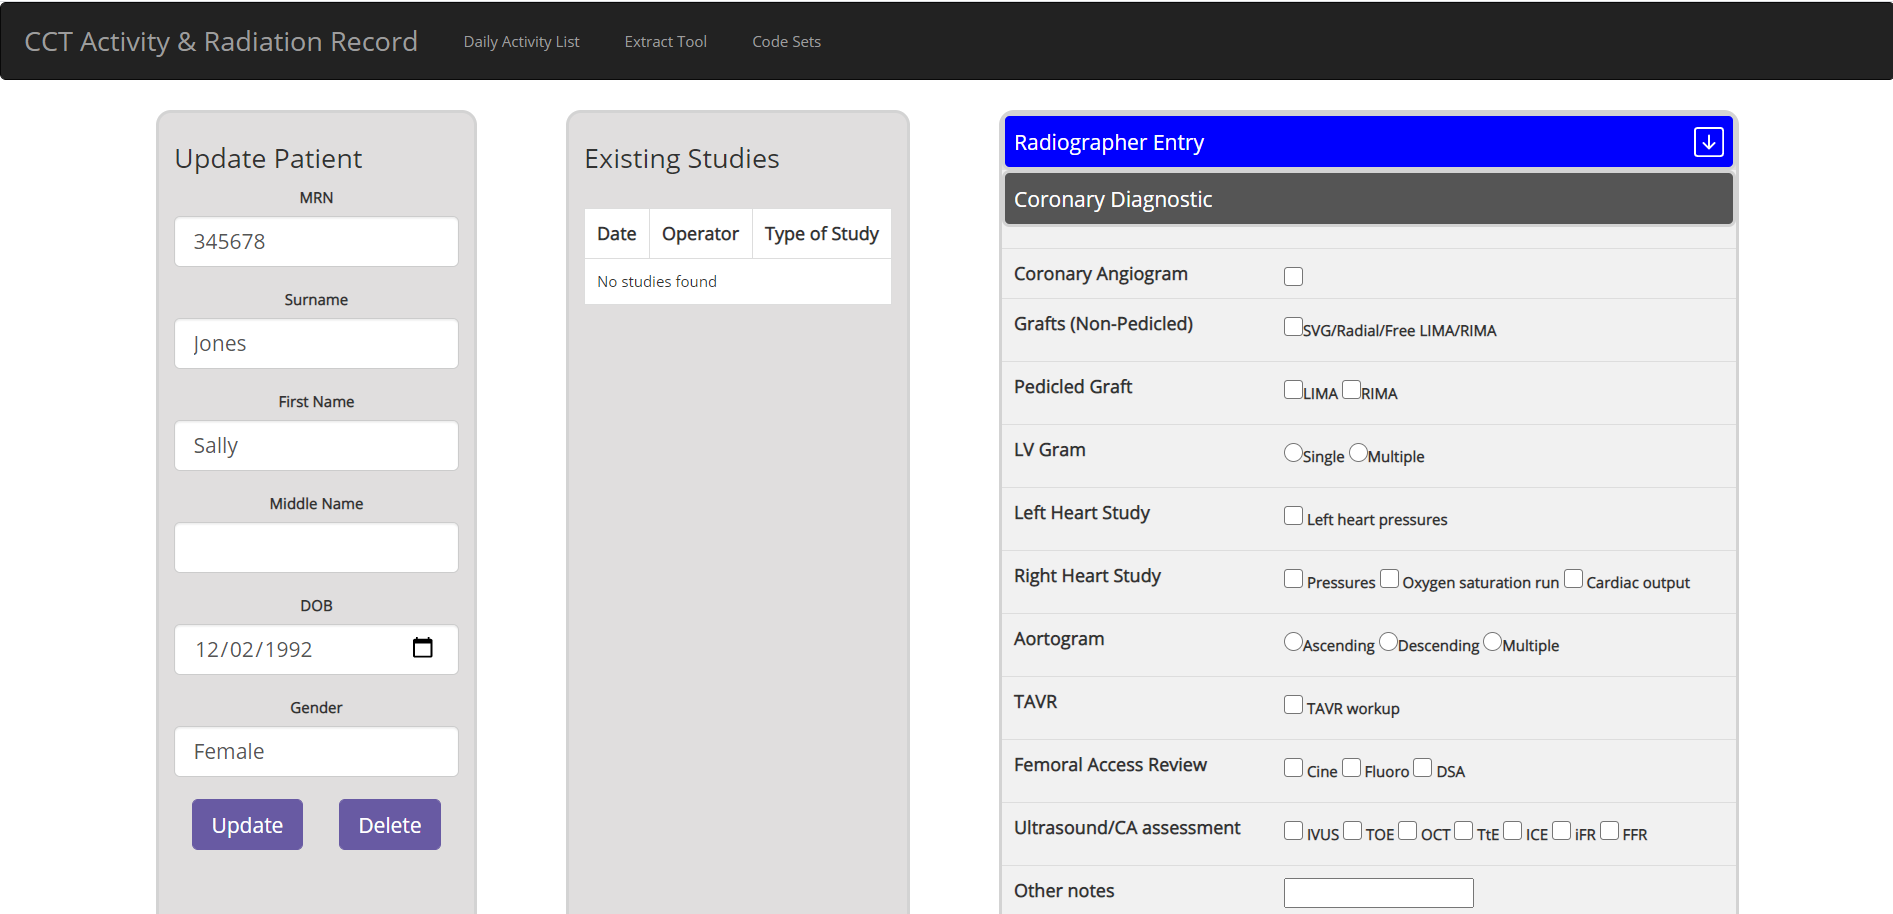 CCT Activity & Radiation Record Daily Activity List Extract Tool Code Sets
Update Patient
MRN
345678
Surname
Jones
First Name
Sally
Middle Name
DOB
12/02/1992
Gender
Female
Update Delete
Existing Studies
Date Operator Type of Study
No studies found
Radiographer Entry
Coronary Diagnostic
Coronary Angiogram
Grafts (Non-Pedicled) SVG/Radial/Free LIMA/RIMA
Pedicled Graft LIMA RIMA
LV Gram Single Multiple
Left Heart Study Left heart pressures
Right Heart Study Pressures Oxygen saturation run Cardiac output
Aortogram Ascending Descending Multiple
TAVR TAVR workup
Femoral Access Review Cine Fluoro DSA
Ultrasound/CA assessment IVUS TOE OCT TtE ICE iFR FFR
Other notes